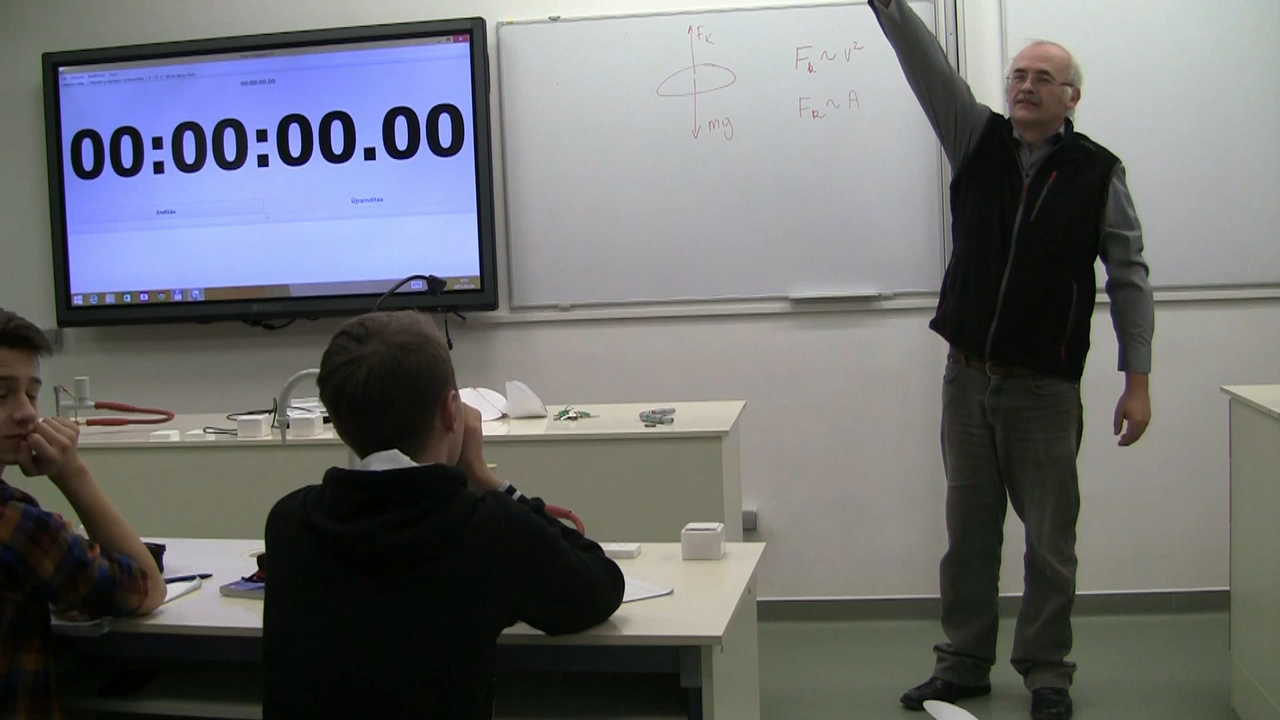 00:00:00.00
00:00:00.00
Indítás
Újraindítás
Fₖ
mg
Fₖ ~ v²
Fₖ ~ A